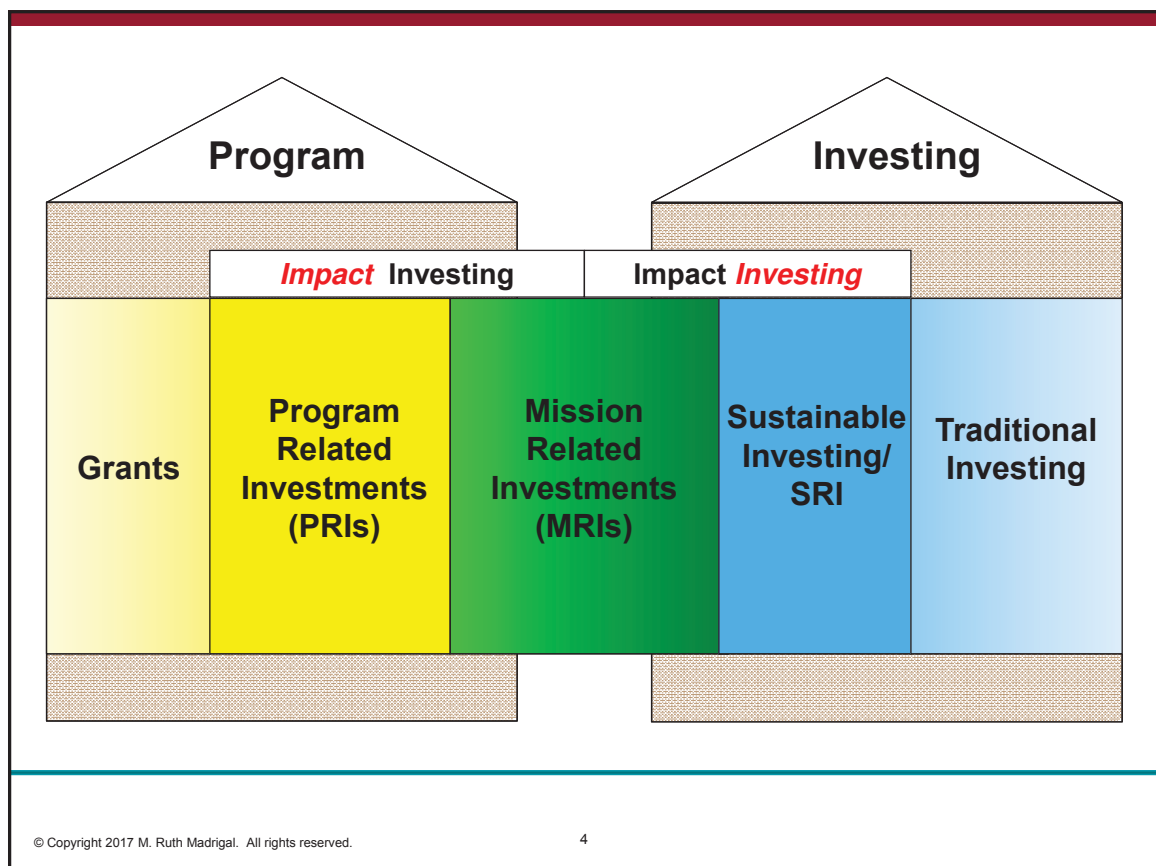 Program
Investing
Impact Investing
Impact Investing
Grants
Program
Related
Investments
(PRIs)
Mission
Related
Investments
(MRIs)
Sustainable
Investing/
SRI
Traditional
Investing
© Copyright 2017 M. Ruth Madrigal. All rights reserved.
4